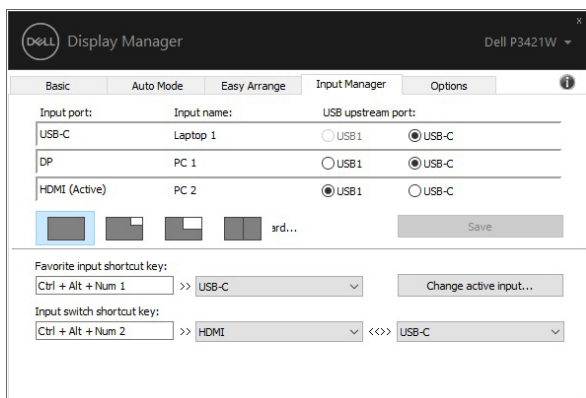 x
DELL Display Manager Dell P3421W
Basic Auto Mode Easy Arrange Input Manager Options i
Input port: Input name: USB upstream port:
USB-C Laptop 1 USB1 USB-C
DP PC 1 USB1 USB-C
HDMI (Active) PC 2 USB1 USB-C
ard... Save
Favorite input shortcut key:
Ctrl + Alt + Num 1 >> USB-C Change active input...
Input switch shortcut key:
Ctrl + Alt + Num 2 >> HDMI <<>> USB-C